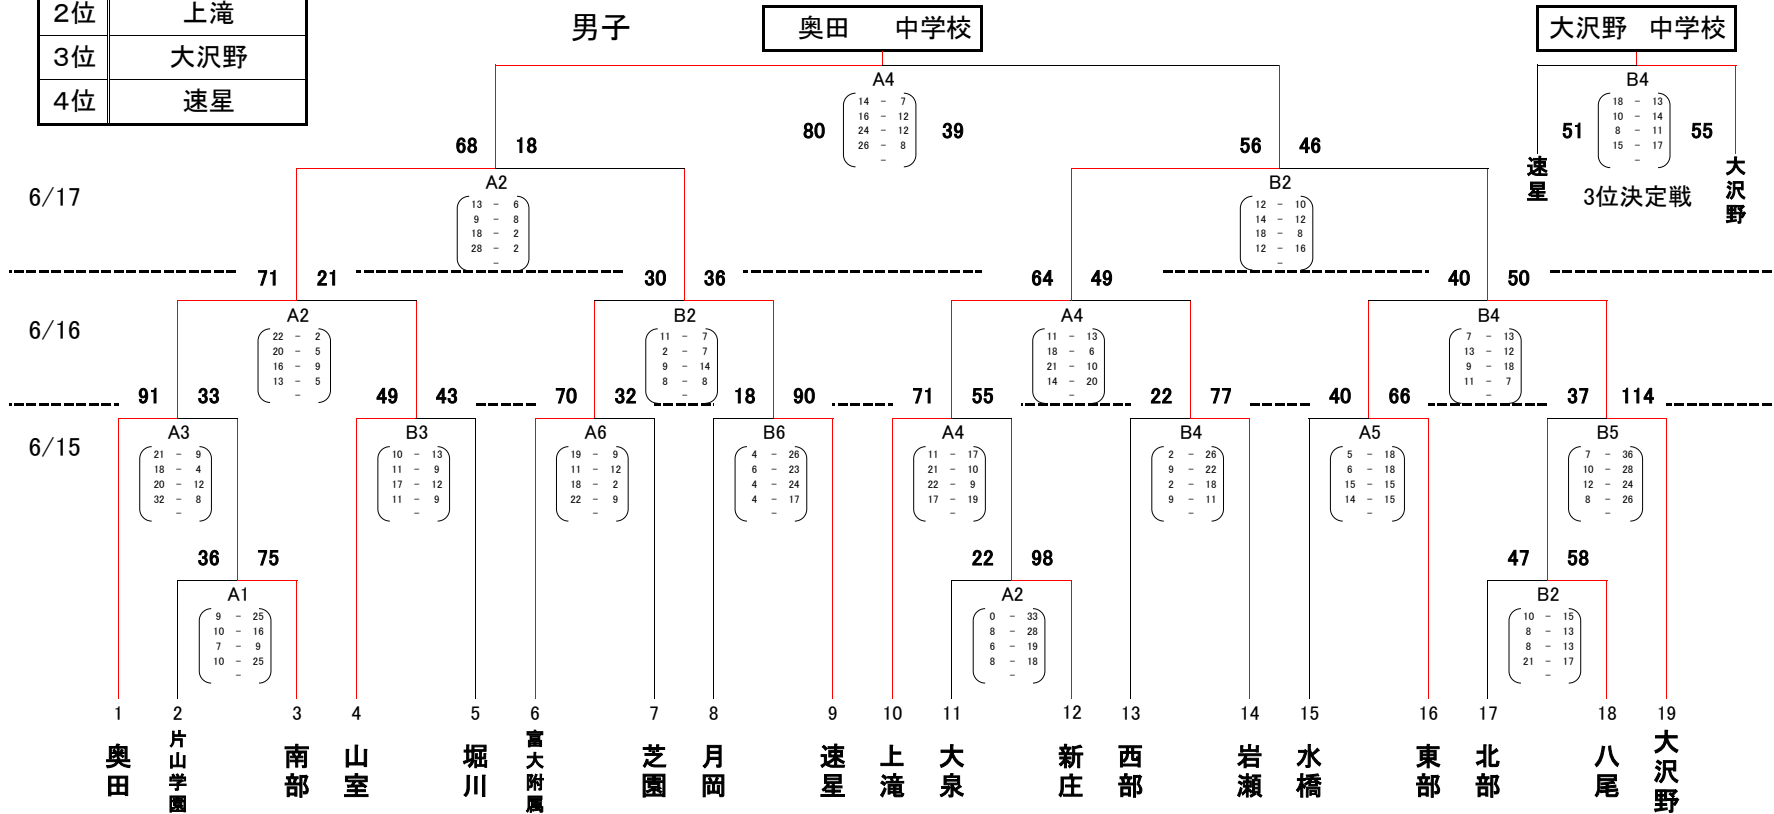 2位 上滝
3位 大沢野
4位 速星
男子
奥田 中学校
大沢野 中学校
A4
14 - 7
16 - 12
24 - 12
26 - 8
-
80 39
B4
18 - 13
10 - 14
8 - 11
15 - 17
-
51 55
速星
大沢野
3位決定戦
68 18
56 46
6/17
A2
13 - 6
9 - 8
18 - 2
28 - 2
-
B2
12 - 10
14 - 12
18 - 8
12 - 16
-
71 21
30 36
64 49
40 50
6/16
A2
22 - 2
20 - 5
16 - 9
13 - 5
-
B2
11 - 7
2 - 7
9 - 14
8 - 8
-
A4
11 - 13
18 - 6
21 - 10
14 - 20
-
B4
7 - 13
13 - 12
9 - 18
11 - 7
-
91 33
49 43
70 32
18 90
71 55
22 77
40 66
37 114
6/15
A3
21 - 9
18 - 4
20 - 12
32 - 8
-
B3
10 - 13
11 - 9
17 - 12
11 - 9
-
A6
19 - 9
11 - 12
18 - 2
22 - 9
-
B6
4 - 26
6 - 23
4 - 24
4 - 17
-
A4
11 - 17
21 - 10
22 - 9
17 - 19
-
B4
2 - 26
9 - 22
2 - 18
9 - 11
-
A5
5 - 18
6 - 18
15 - 15
14 - 15
-
B5
7 - 36
10 - 28
12 - 24
8 - 26
-
36 75
22 98
47 58
A1
9 - 25
10 - 16
7 - 9
10 - 25
-
A2
0 - 33
8 - 28
6 - 19
8 - 18
-
B2
10 - 15
8 - 13
8 - 13
21 - 17
-
1 2 3 4 5 6 7 8 9 10 11 12 13 14 15 16 17 18 19
奥田
片山学園
南部
山室
堀川
富大附属
芝園
月岡
速星
上滝
大泉
新庄
西部
岩瀬
水橋
東部
北部
八尾
大沢野